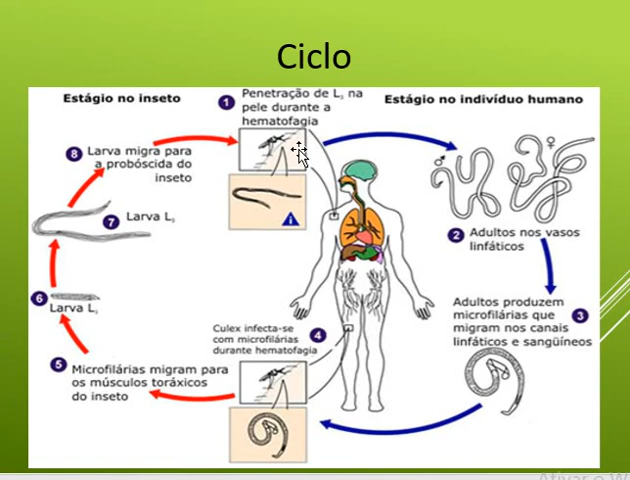 Ciclo
Estágio no inseto
Estágio no indivíduo humano
1 Penetração de L3 na
pele durante a
hematofagia
♂
♀
2 Adultos nos vasos
linfáticos
Adultos produzem
microfilárias que
migram nos canais
linfáticos e sangüíneos
3
Culex infecta-se
com microfilárias
durante hematofagia
4
5 Microfilárias migram para
os músculos toráxicos
do inseto
6
Larva L
7 Larva L3
8 Larva migra para
a probóscida do
inseto
i